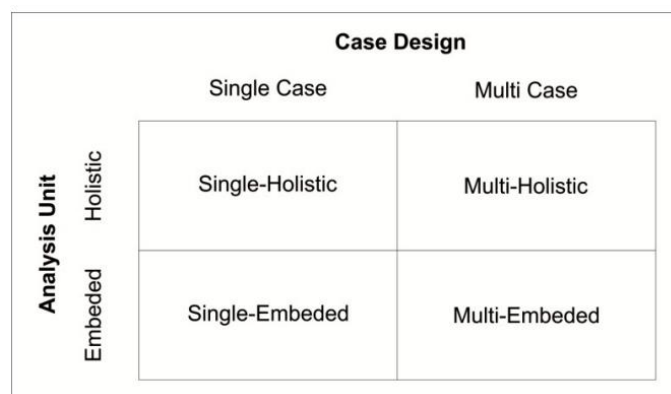 Case Design
Single Case Multi Case
Analysis Unit
Holistic
Single-Holistic Multi-Holistic
Embeded
Single-Embeded Multi-Embeded